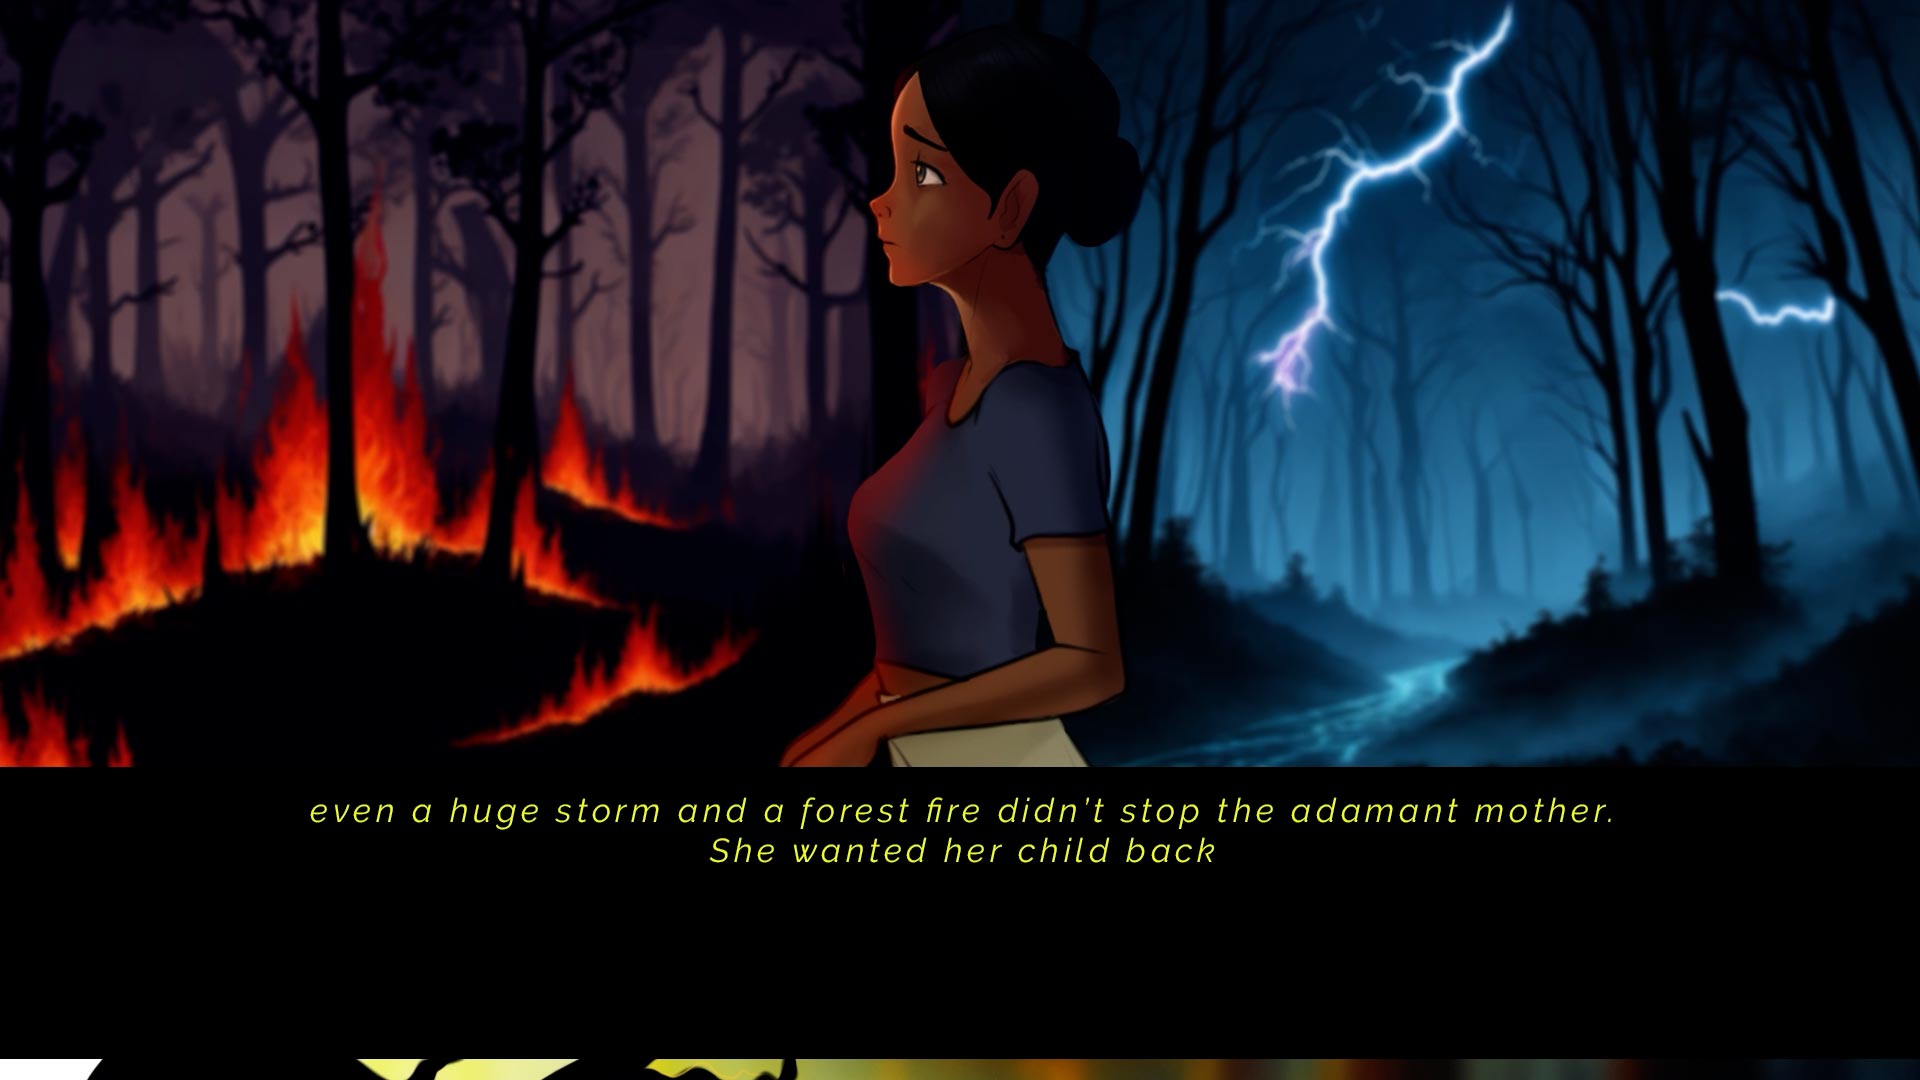 even a huge storm and a forest fire didn't stop the adamant mother.
She wanted her child back